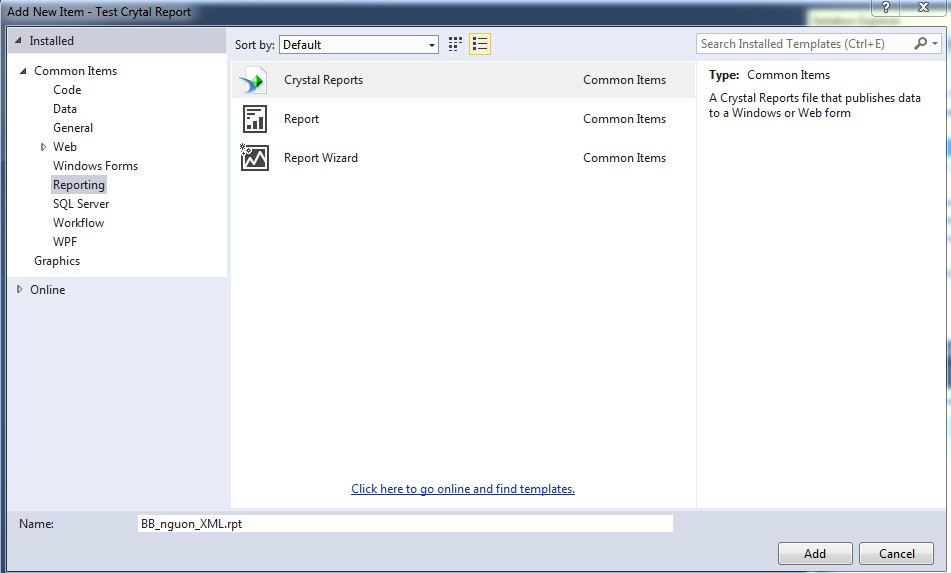 Add New Item - Test Crytal Report
?
Installed
Sort by: Default
Search Installed Templates (Ctrl+E)
Common Items
Code
Data
General
Web
Windows Forms
Reporting
SQL Server
Workflow
WPF
Graphics
Online
Crystal Reports Common Items
Report Common Items
Report Wizard Common Items
Type: Common Items
A Crystal Reports file that publishes data
to a Windows or Web form
Click here to go online and find templates.
Name: BB_nguon_XML.rpt
Add Cancel